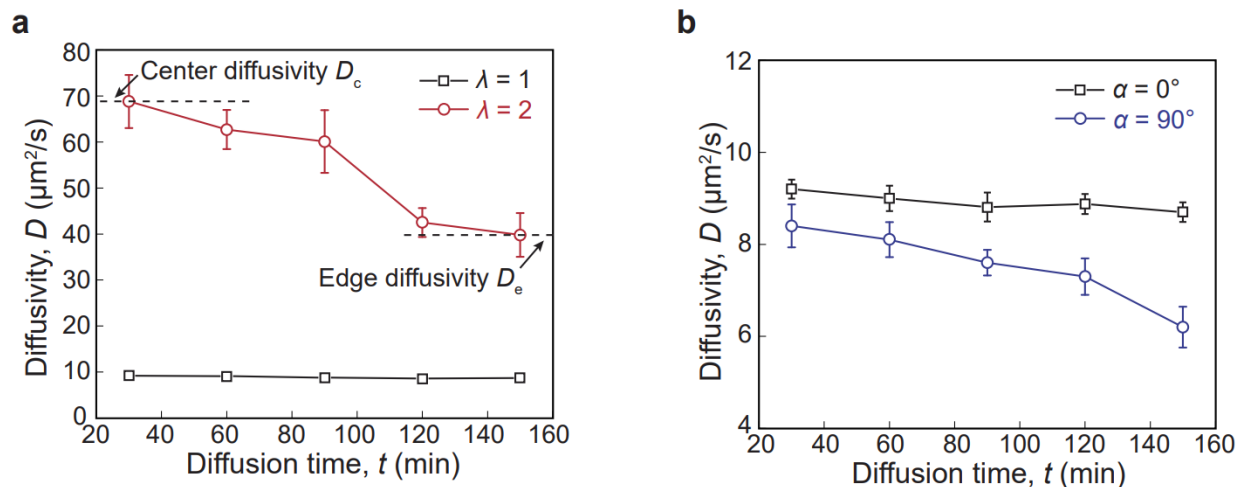 a
80
70
60
50
40
30
20
10
0
Diffusivity, D (μm²/s)
Center diffusivity Dc
λ = 1
λ = 2
Edge diffusivity De
20 40 60 80 100 120 140 160
Diffusion time, t (min)
b
12
10
8
6
4
Diffusivity, D (μm²/s)
α = 0°
α = 90°
20 40 60 80 100 120 140 160
Diffusion time, t (min)